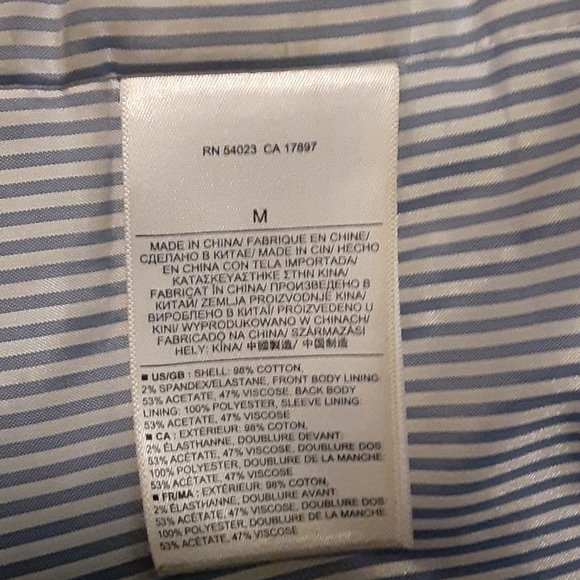 RN 54023 CA 17897
M
MADE IN CHINA/ FABRIQUE EN CHINE/
СДЕЛАНО В КИТАЕ/ MADE IN CIN/ HECHO
EN CHINA CON TELA IMPORTADA/
ΚΑΤΑΣΚΕΥΑΣΤΗΚΕ ΣΤΗΝ ΚΙΝΑ/
FABRICAT ÎN CHINA/ ПРОИЗВЕДЕНО В
КИТАЙ/ ZEMLJA PROIZVODNJE KINA/
ВИРОБЛЕНО В КИТАЇ/ PROIZVEDENO U
KINI/ WYPRODUKOWANO W CHINACH/
FABRICADO NA CHINA/ SZÁRMAZÁSI
HELY: KÍNA/ 中國製造/ 中国制造
■ US/GB : SHELL: 98% COTTON,
2% SPANDEX/ELASTANE, FRONT BODY LINING:
53% ACETATE, 47% VISCOSE, BACK BODY
LINING: 100% POLYESTER, SLEEVE LINING:
53% ACETATE, 47% VISCOSE
■ CA : EXTÉRIEUR: 98% COTON,
2% ÉLASTHANNE, DOUBLURE DEVANT:
53% ACÉTATE, 47% VISCOSE, DOUBLURE DOS:
100% POLYESTER, DOUBLURE DE LA MANCHE:
53% ACÉTATE, 47% VISCOSE
■ FR/MA : EXTÉRIEUR: 98% COTON,
2% ÉLASTHANNE, DOUBLURE AVANT:
53% ACÉTATE, 47% VISCOSE, DOUBLURE DOS:
100% POLYESTER, DOUBLURE DE LA MANCHE:
53% ACÉTATE, 47% VISCOSE